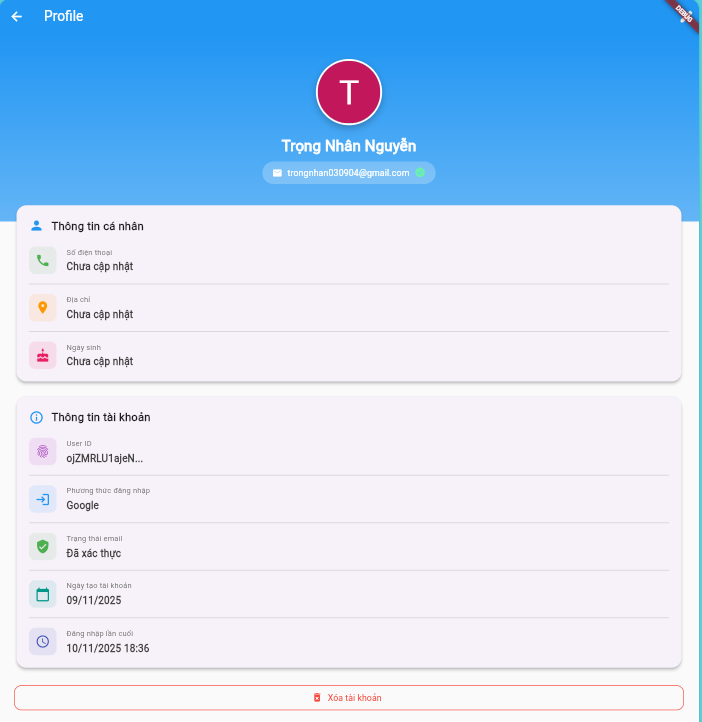 Profile
DEBUG
T
Trọng Nhân Nguyễn
trongnhan030904@gmail.com
Thông tin cá nhân
Số điện thoại
Chưa cập nhật
Địa chỉ
Chưa cập nhật
Ngày sinh
Chưa cập nhật
Thông tin tài khoản
User ID
ojZMRLU1ajeN...
Phương thức đăng nhập
Google
Trạng thái email
Đã xác thực
Ngày tạo tài khoản
09/11/2025
Đăng nhập lần cuối
10/11/2025 18:36
Xóa tài khoản